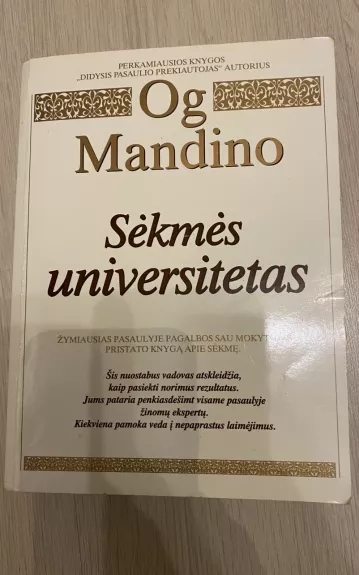 PERKAMIAUSIOS KNYGOS
„DIDYSIS PASAULIO PREKIAUTOJAS“ AUTORIUS
Og
Mandino
Sėkmės
universitetas
ŽYMIAUSIAS PASAULYJE PAGALBOS SAU
PRISTATO KNYGĄ APIE SĖKMĘ.
Šis nuostabus vadovas atskleidžia,
kaip pasiekti norimus rezultatus.
Jums pataria penkiasdešimt visame pasaulyje
žinomų ekspertų.
Kiekviena pamoka veda į nepaprastus laimėjimus.